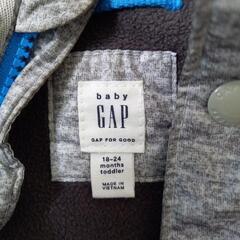 baby
GAP
GAP FOR GOOD
18-24
months
toddler
MADE IN
VIETNAM